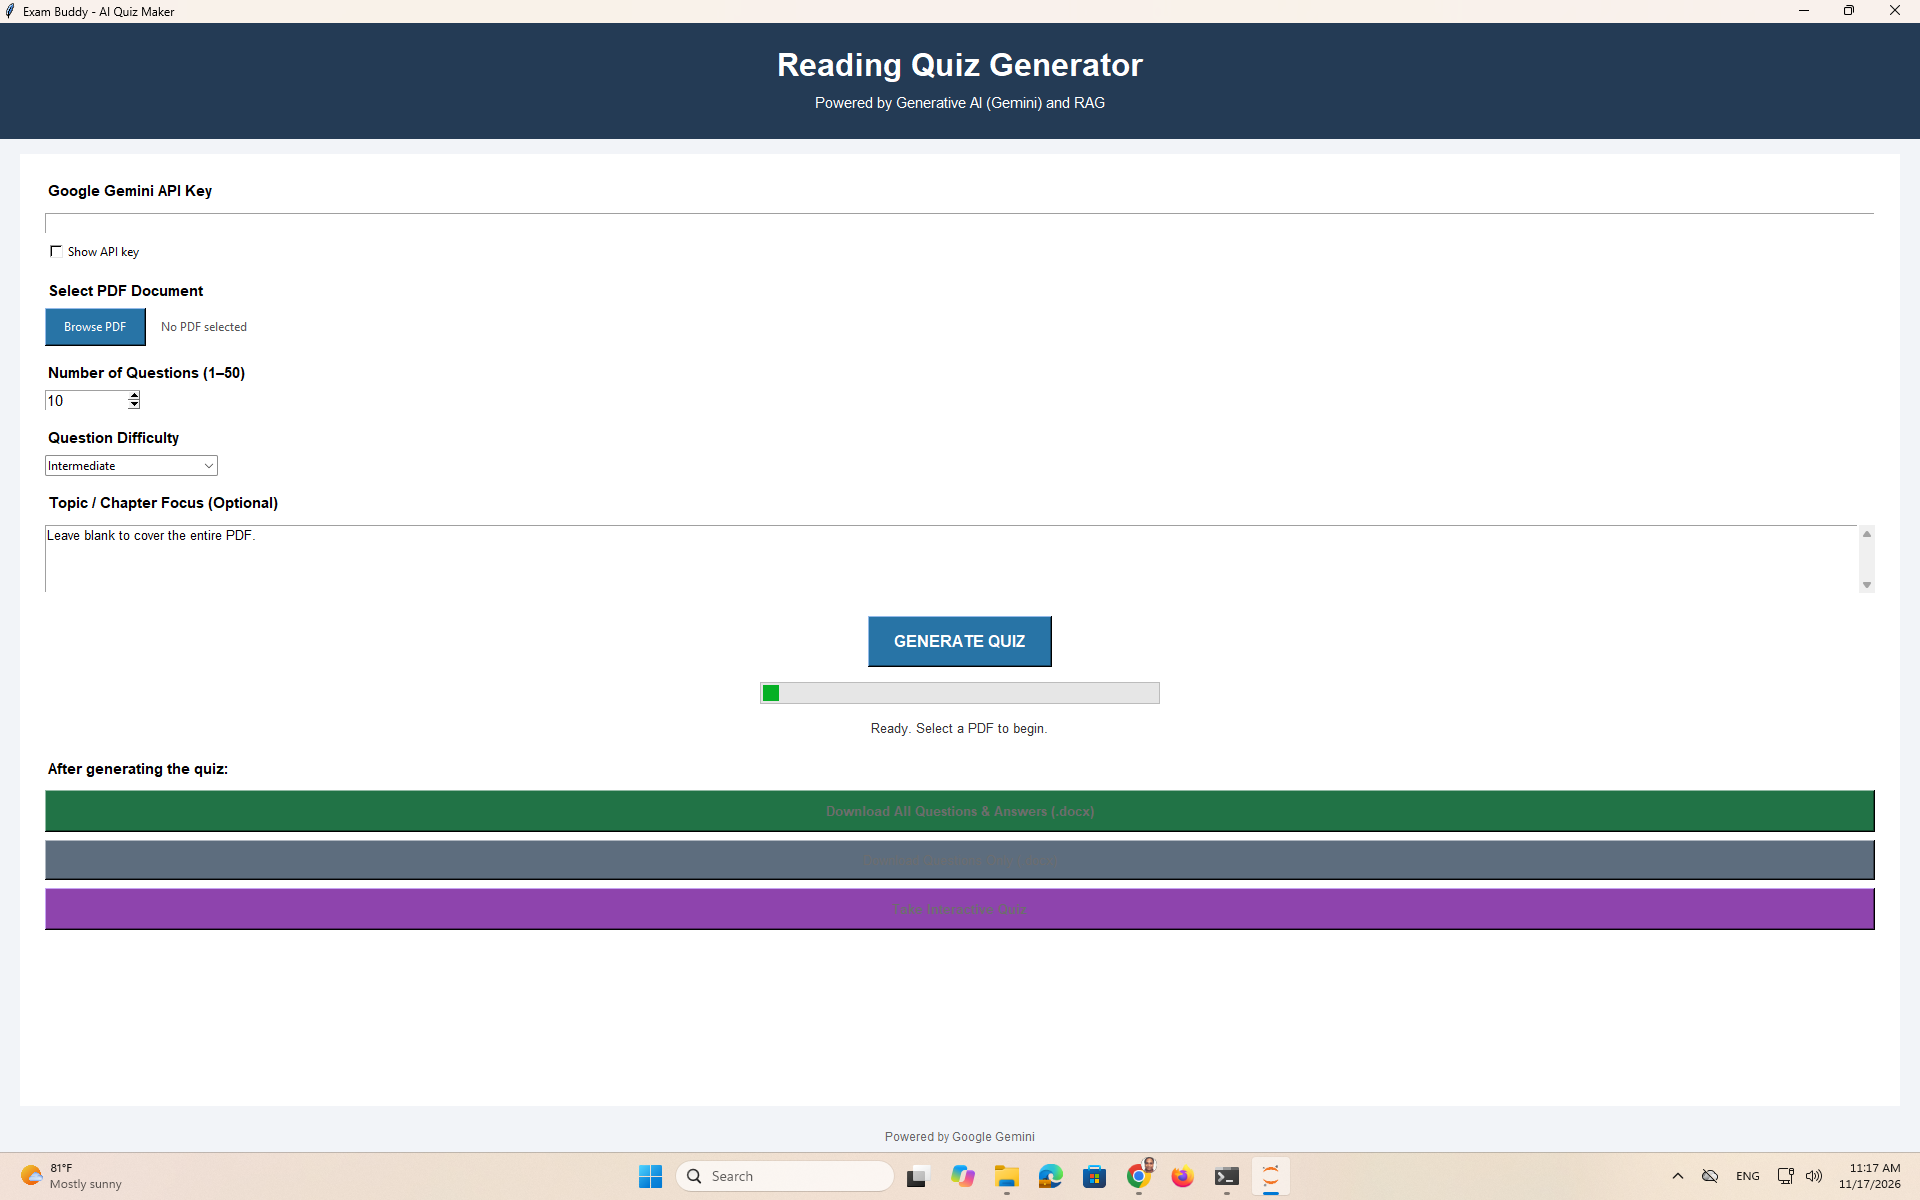 Exam Buddy - AI Quiz Maker
Reading Quiz Generator
Powered by Generative AI (Gemini) and RAG
Google Gemini API Key
Show API key
Select PDF Document
Browse PDF No PDF selected
Number of Questions (1–50)
10
Question Difficulty
Intermediate
Topic / Chapter Focus (Optional)
Leave blank to cover the entire PDF.
GENERATE QUIZ
Ready. Select a PDF to begin.
After generating the quiz:
Download All Questions & Answers (.docx)
Take Interactive Quiz
Powered by Google Gemini
81°F
Mostly sunny
Search
ENG
11:17 AM
11/17/2026